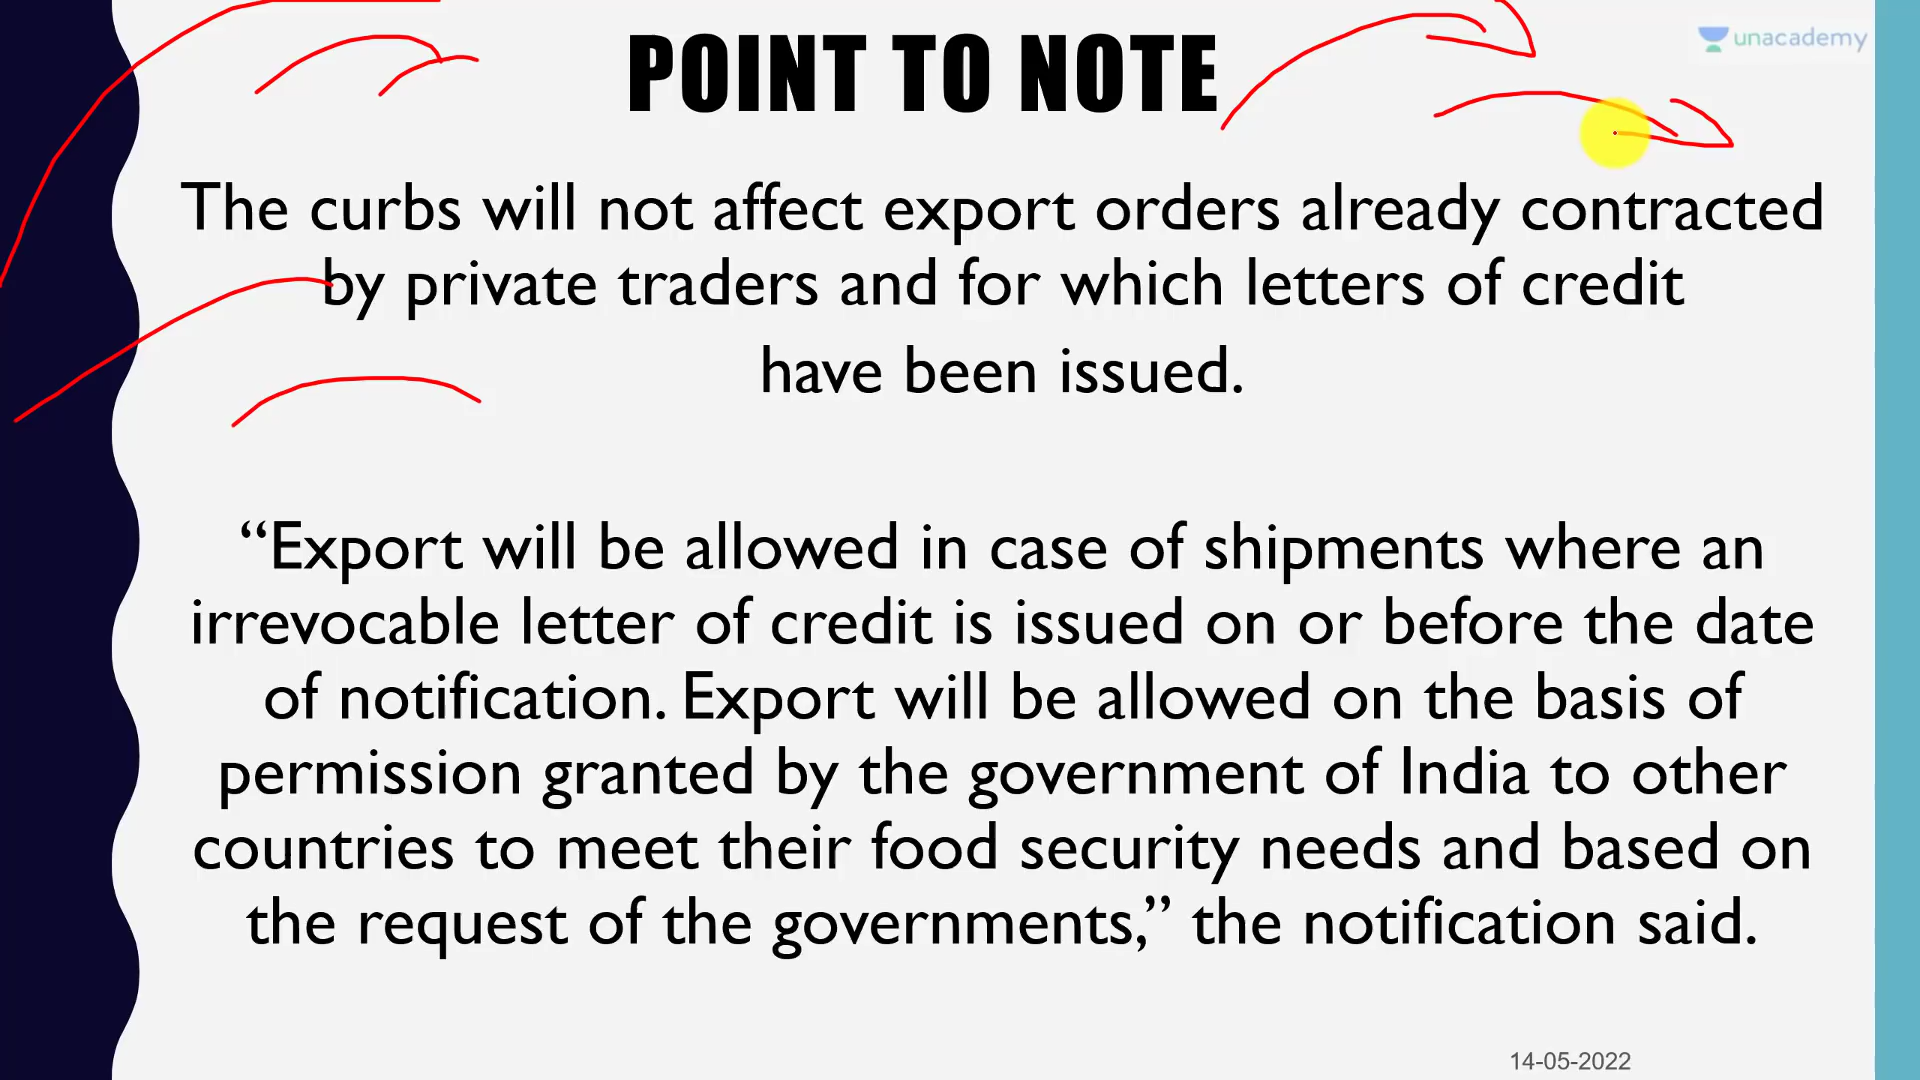 POINT TO NOTE
unacademy
The curbs will not affect export orders already contracted
by private traders and for which letters of credit
have been issued.
“Export will be allowed in case of shipments where an
irrevocable letter of credit is issued on or before the date
of notification. Export will be allowed on the basis of
permission granted by the government of India to other
countries to meet their food security needs and based on
the request of the governments,” the notification said.
14-05-2022